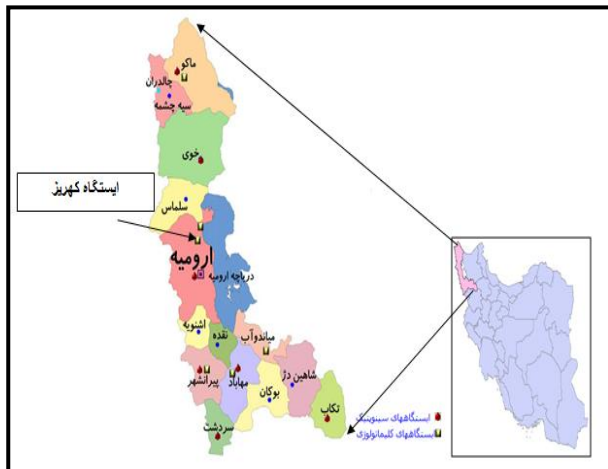 ماکو
چالدران
سیه چشمه
خوی
ایستگاه کهریز
سلماس
ارومیه
دریاچه ارومیه
اشنویه
نقده
میاندوآب
پیرانشهر
مهاباد
بوکان
شاهین دژ
تکاب
سردشت
ایستگاههای سینوپتیک
ایستگاههای کلیماتولوژی